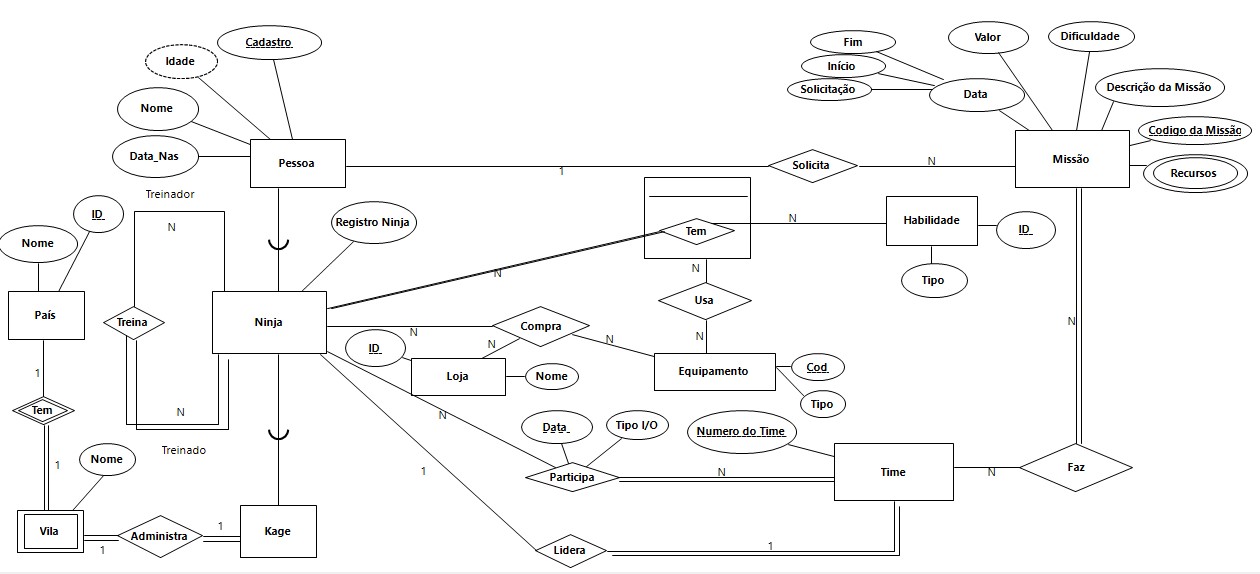 Cadastro
Idade
Nome
Data_Nas
Pessoa
Fim
Início
Solicitação
Data
Valor
Dificuldade
Descrição da Missão
Codigo da Missão
Recursos
Missão
Solicita
1
N
Treinador
N
ID
Nome
País
Registro Ninja
Treina
Ninja
N
Tem
N
N
Habilidade
ID
Tipo
Usa
N
Compra
N
N
N
ID
Loja
Nome
Equipamento
Cod
Tipo
N
1
Tem
1
N
Treinado
Nome
Vila
1
Administra
1
Kage
N
1
Data
Tipo I/O
Participa
N
Numero do Time
Time
N
Faz
Lidera
1